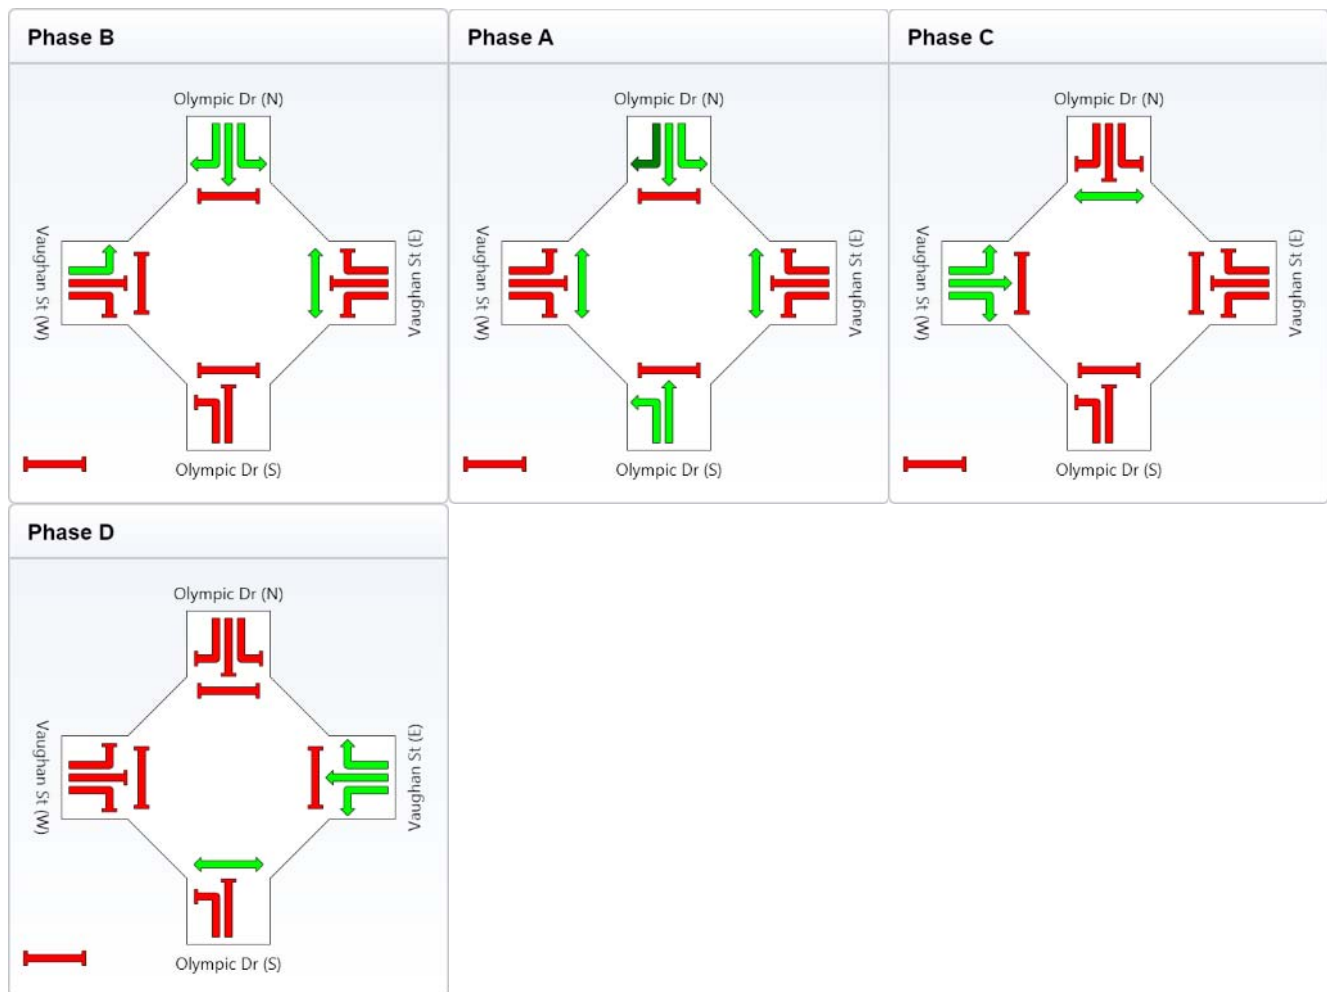 Phase B
Olympic Dr (N)
Vaughan St (W)
Vaughan St (E)
Olympic Dr (S)
Phase A
Olympic Dr (N)
Vaughan St (W)
Vaughan St (E)
Olympic Dr (S)
Phase C
Olympic Dr (N)
Vaughan St (W)
Vaughan St (E)
Olympic Dr (S)
Phase D
Olympic Dr (N)
Vaughan St (W)
Vaughan St (E)
Olympic Dr (S)